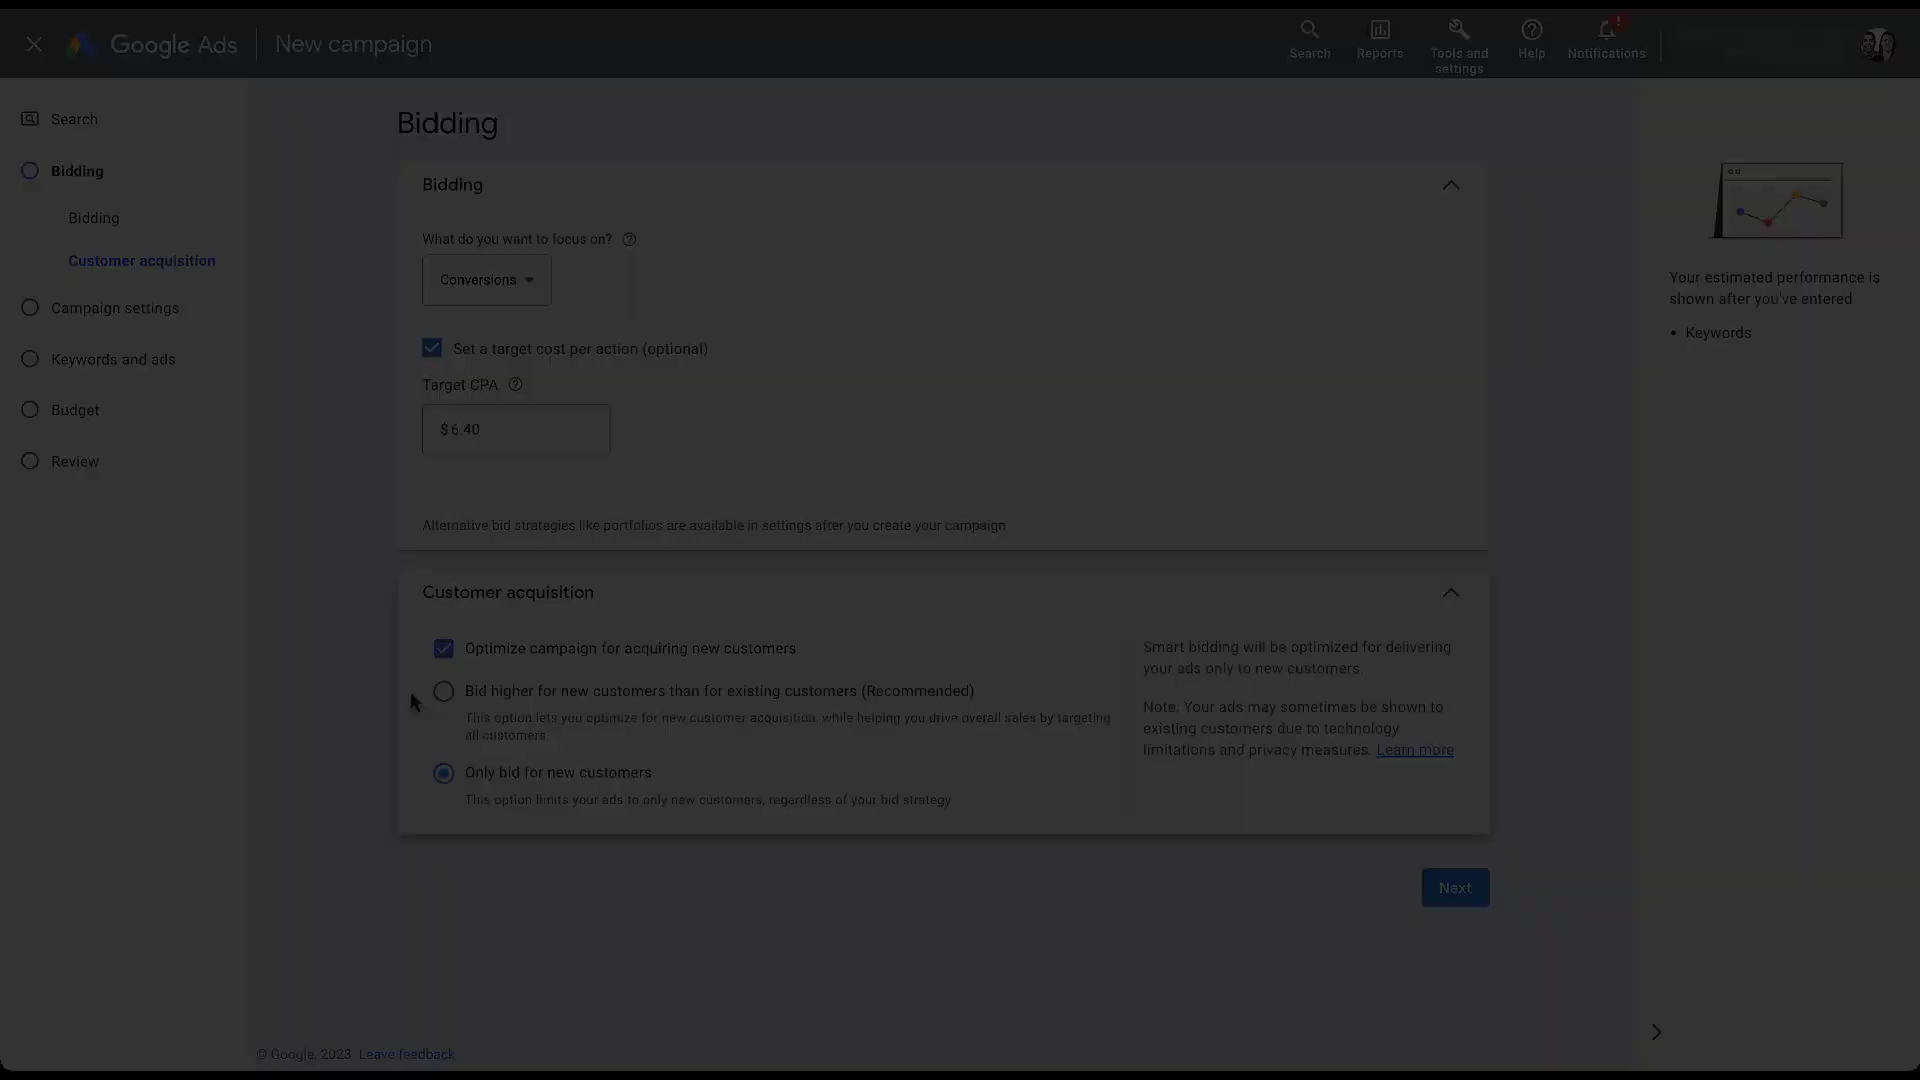 Google Ads
New campaign
Search
Reports
Tools and
settings
Help
Notifications
!
Search
Bidding
Bidding
Customer acquisition
Campaign settings
Keywords and ads
Budget
Review
Bidding
Bidding
What do you want to focus on?
Conversions
Set a target cost per action (optional)
Target CPA
$6.40
Alternative bid strategies like portfolios are available in settings after you create your campaign
Customer acquisition
Optimize campaign for acquiring new customers
Bid higher for new customers than for existing customers (Recommended)
This option lets you optimize for new customer acquisition, while helping you drive overall sales by targeting
all customers
Only bid for new customers
This option limits your ads to only new customers, regardless of your bid strategy
Smart bidding will be optimized for delivering
your ads only to new customers.
Note: Your ads may sometimes be shown to
existing customers due to technology
limitations and privacy measures. Learn more
Next
Your estimated performance is
shown after you've entered
• Keywords
© Google, 2023. Leave feedback